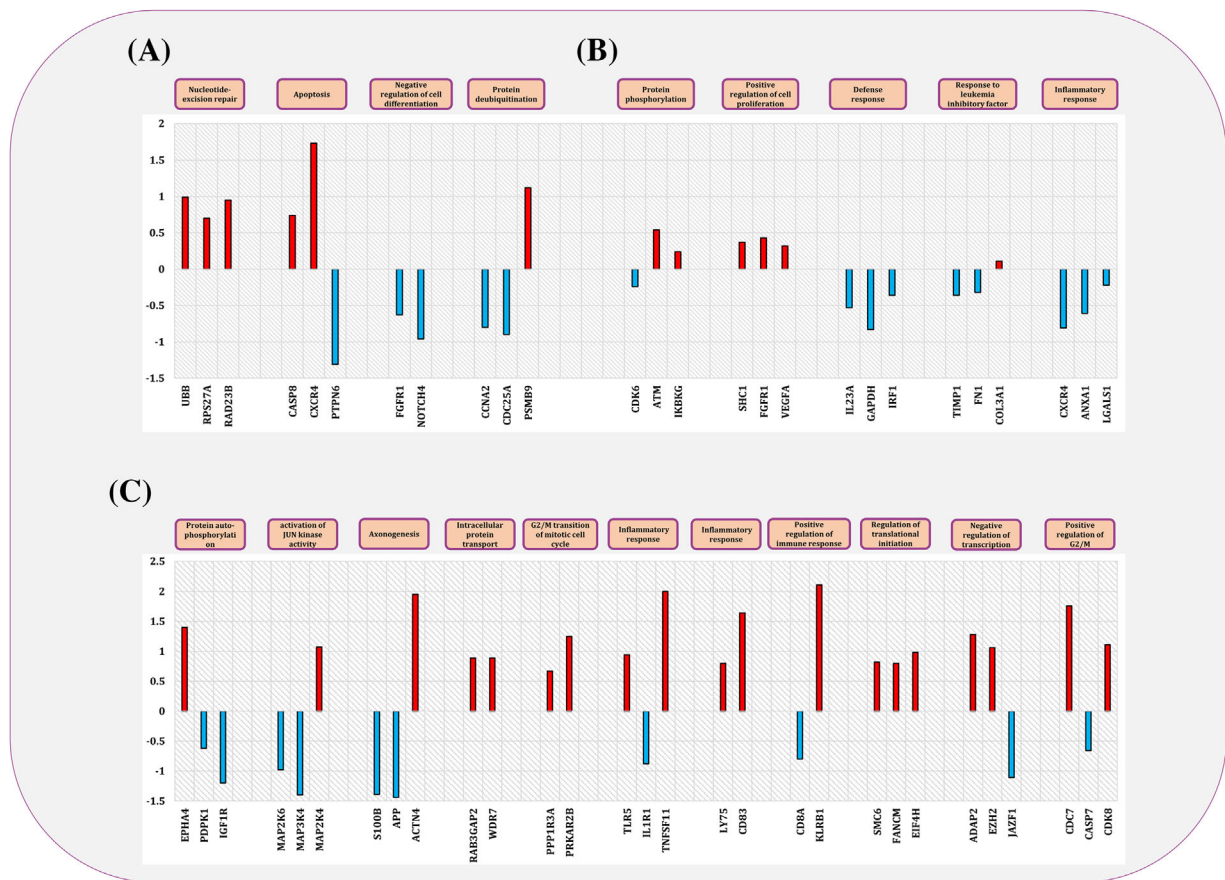 (A)
(B)
Nucleotide-
excision repair
Apoptosis
Negative
regulation of cell
differentiation
Protein
deubiquitination
Protein
phosphorylation
Positive
regulation of cell
proliferation
Defense
response
Response to
leukemia
inhibitory factor
Inflammatory
response
2
1.5
1
0.5
0
-0.5
-1
-1.5
UBB
RPS27A
RAD23B
CASP8
CXCR4
PTPN6
FGFR1
NOTCH4
CCNA2
CDC25A
PSMB9
CDK6
ATM
IKBKG
SHC1
FGFR1
VEGFA
IL23A
GAPDH
IRF1
TIMP1
FN1
COL3A1
CXCR4
ANXA1
LGALS1
(C)
Protein auto-
phosphorylati
on
activation of
JUN kinase
activity
Axonogenesis
Intracellular
protein
transport
G2/M transition
of mitotic cell
cycle
Inflammatory
response
Inflammatory
response
Positive
regulation of
immune response
Regulation of
translational
initiation
Negative
regulation of
transcription
Positive
regulation of
G2/M
2.5
2
1.5
1
0.5
0
-0.5
-1
-1.5
EPHA4
PDPK1
IGF1R
MAP2K6
MAP3K4
MAP2K4
S100B
APP
ACTN4
RAB3GAP2
WDR7
PPP1R3A
PRKAR2B
TLR5
IL1R1
TNFSF11
LY75
CD83
CD8A
KLRB1
SMC6
FANCM
EIF4H
ADAP2
EZH2
JAZF1
CDC7
CASP7
CDK8